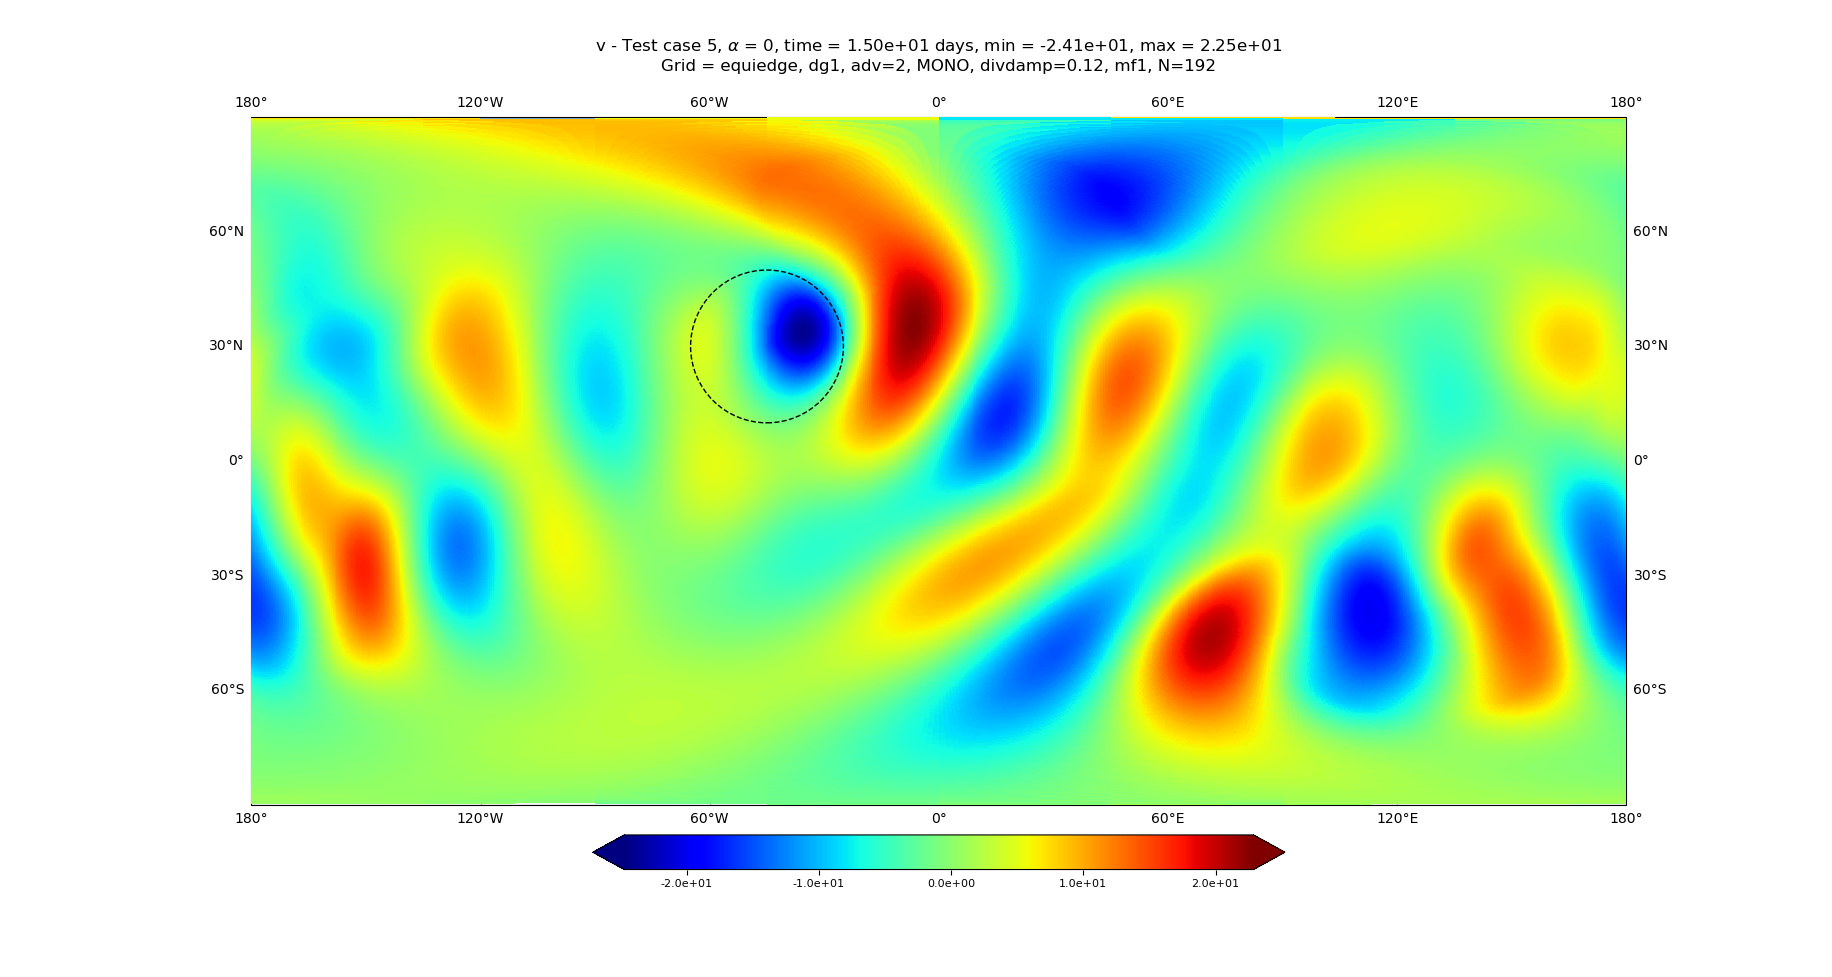 v - Test case 5, α = 0, time = 1.50e+01 days, min = -2.41e+01, max = 2.25e+01
Grid = equiedge, dg1, adv=2, MONO, divdamp=0.12, mf1, N=192
180° 120°W 60°W 0° 60°E 120°E 180°
60°N 60°N
30°N 30°N
0° 0°
30°S 30°S
60°S 60°S
180° 120°W 60°W 0° 60°E 120°E 180°
-2.0e+01 -1.0e+01 0.0e+00 1.0e+01 2.0e+01